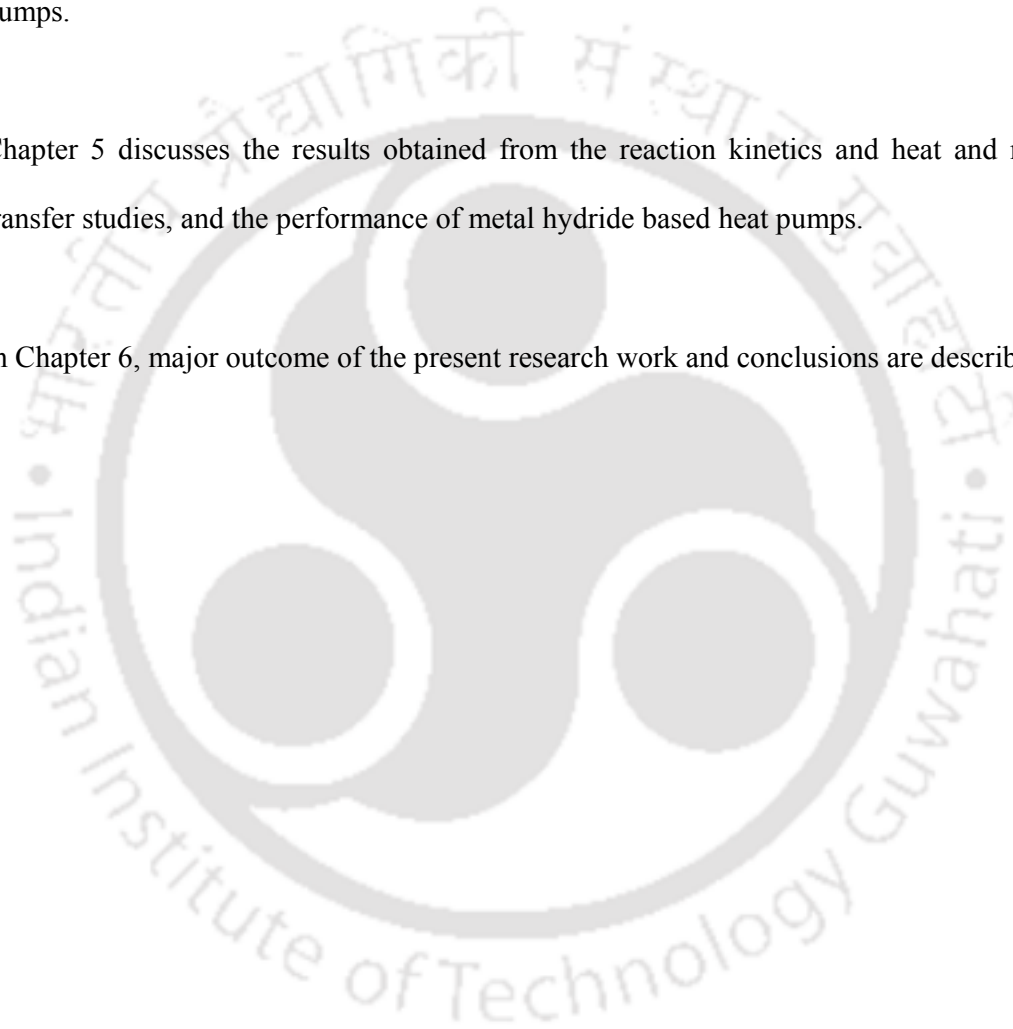 umps.
hapter 5 discusses the results obtained from the reaction kinetics and heat and
ransfer studies, and the performance of metal hydride based heat pumps.
n Chapter 6, major outcome of the present research work and conclusions are describ
भारतीय प्रौद्योगिकी संस्थान गुवाहाटी
• Indian Institute of Technology Guwahati •